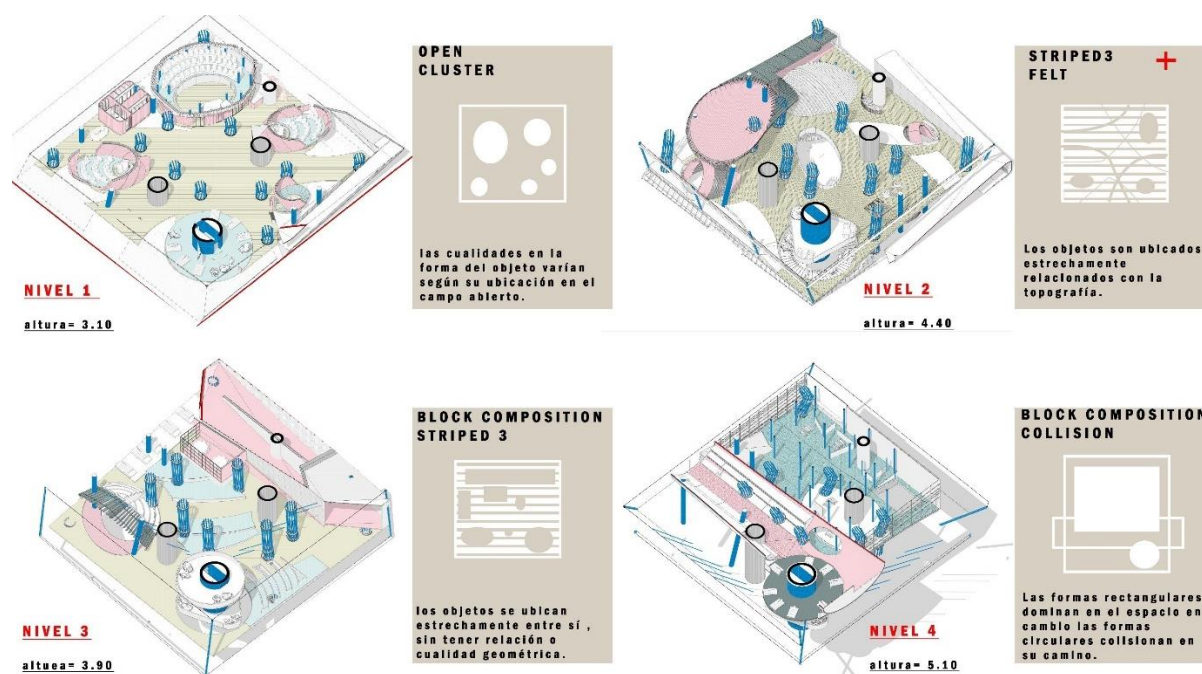 OPEN
CLUSTER
las cualidades en la
forma del objeto varían
según su ubicación en el
campo abierto.
NIVEL 1
altura= 3.10
STRIPED3
FELT
+
Los objetos son ubicados
estrechamente
relacionados con la
topografía.
NIVEL 2
altura= 4.40
BLOCK COMPOSITION
STRIPED 3
los objetos se ubican
estrechamente entre sí ,
sin tener relación o
cualidad geométrica.
NIVEL 3
altuea= 3.90
BLOCK COMPOSITION
COLLISION
Las formas rectangulares
dominan en el espacio en
cambio las formas
circulares colisionan en
su camino.
NIVEL 4
altura= 5.10